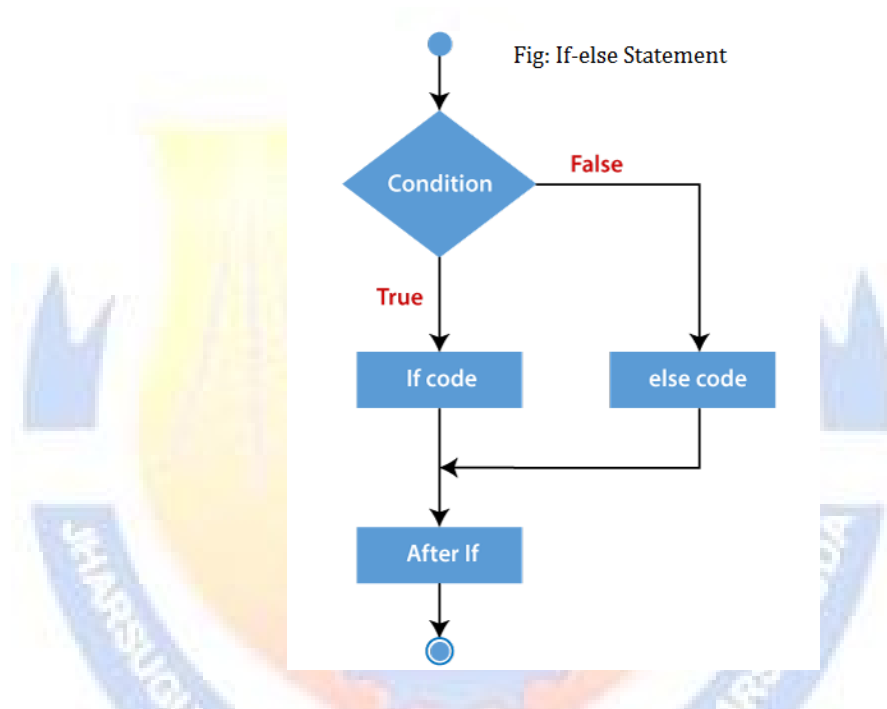 Fig: If-else Statement
Condition
False
True
If code
else code
After If